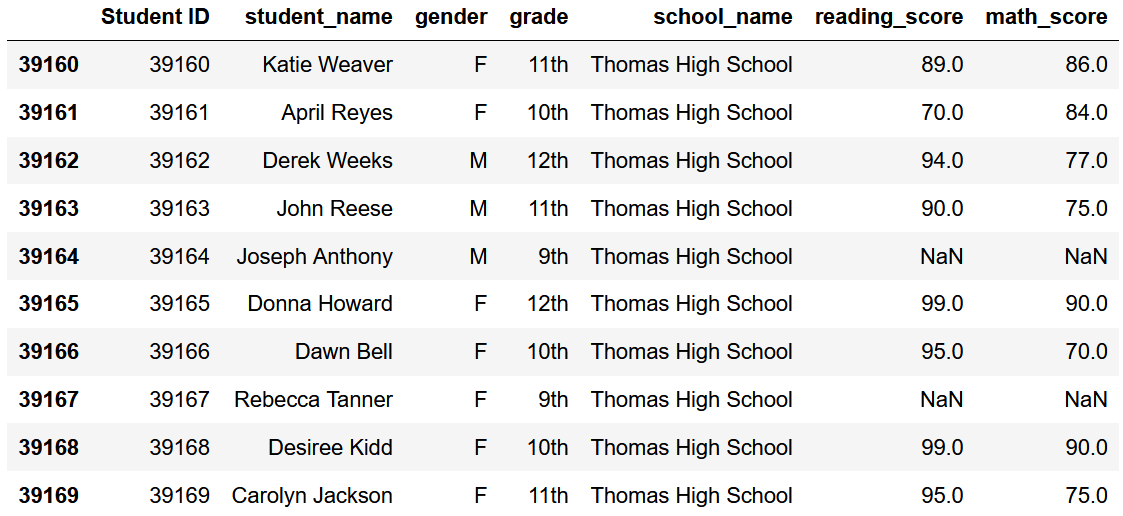 Student ID student_name gender grade school_name reading_score math_score
39160 39160 Katie Weaver F 11th Thomas High School 89.0 86.0
39161 39161 April Reyes F 10th Thomas High School 70.0 84.0
39162 39162 Derek Weeks M 12th Thomas High School 94.0 77.0
39163 39163 John Reese M 11th Thomas High School 90.0 75.0
39164 39164 Joseph Anthony M 9th Thomas High School NaN NaN
39165 39165 Donna Howard F 12th Thomas High School 99.0 90.0
39166 39166 Dawn Bell F 10th Thomas High School 95.0 70.0
39167 39167 Rebecca Tanner F 9th Thomas High School NaN NaN
39168 39168 Desiree Kidd F 10th Thomas High School 99.0 90.0
39169 39169 Carolyn Jackson F 11th Thomas High School 95.0 75.0